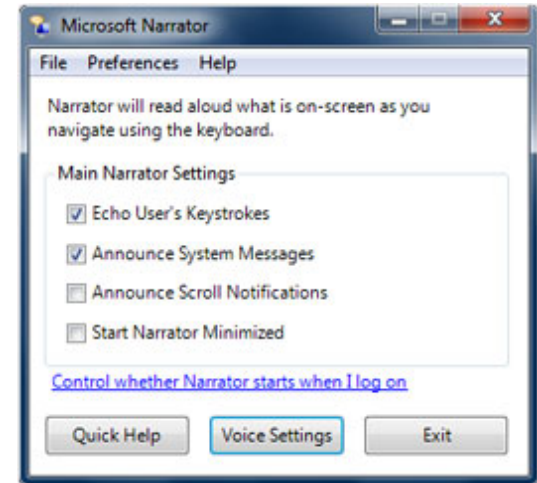 Microsoft Narrator
File Preferences Help
Narrator will read aloud what is on-screen as you
navigate using the keyboard.
Main Narrator Settings
Echo User's Keystrokes
Announce System Messages
Announce Scroll Notifications
Start Narrator Minimized
Control whether Narrator starts when I log on
Quick Help Voice Settings Exit